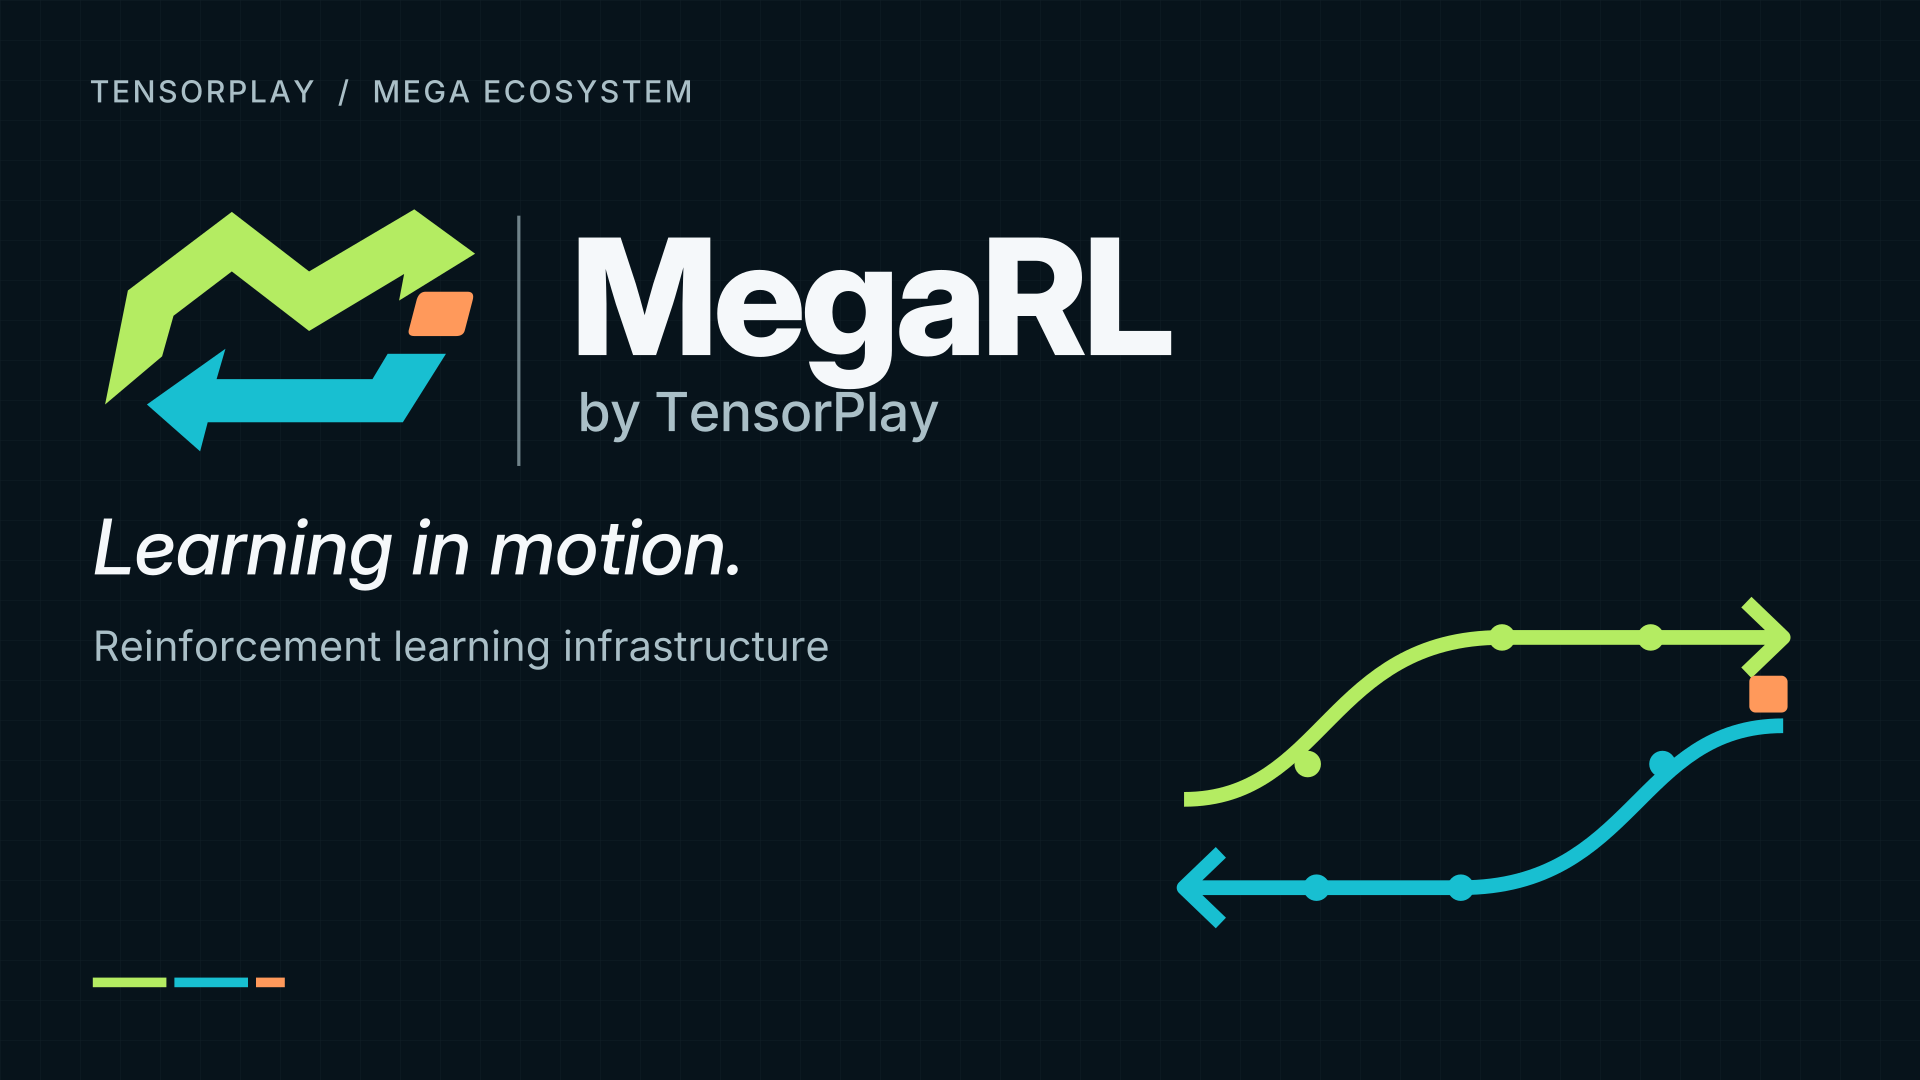 TENSORPLAY / MEGA ECOSYSTEM
MegaRL
by TensorPlay
Learning in motion.
Reinforcement learning infrastructure